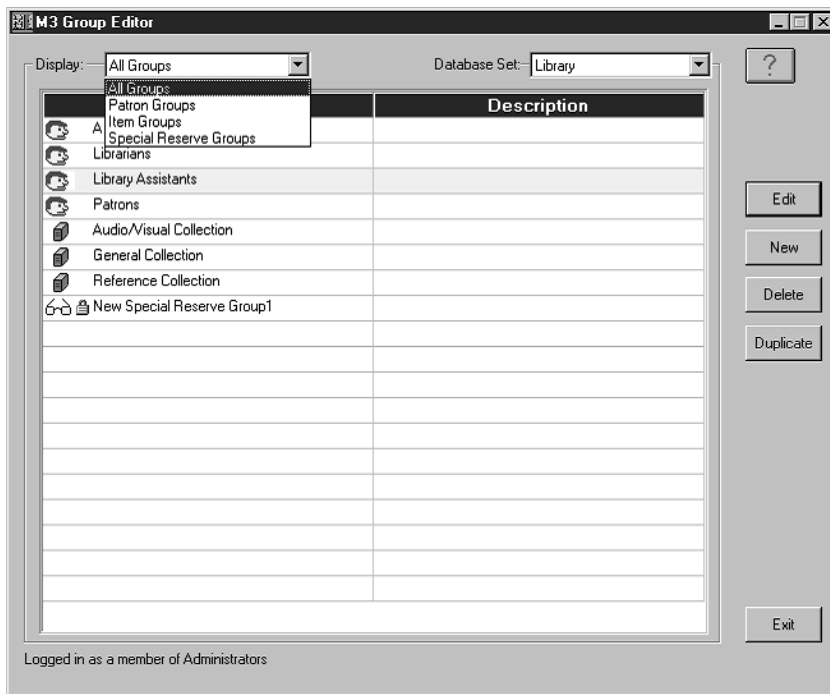 M3 Group Editor
Display: All Groups
Database Set: Library
?
All Groups
Patron Groups
Item Groups
Special Reserve Groups
Description
A
Librarians
Library Assistants
Patrons
Audio/Visual Collection
General Collection
Reference Collection
New Special Reserve Group1
Edit
New
Delete
Duplicate
Exit
Logged in as a member of Administrators